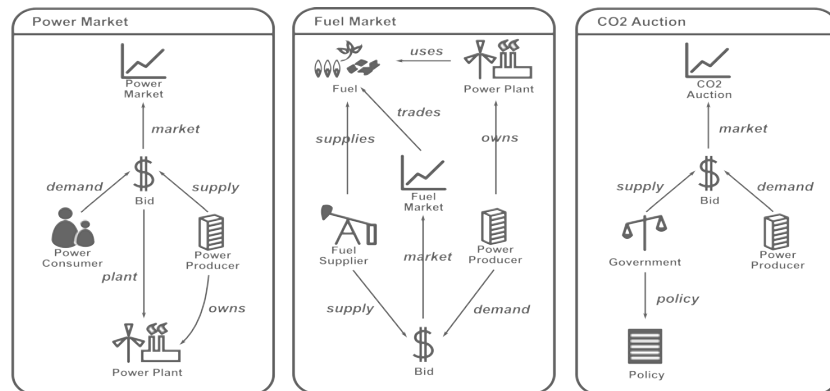 Power Market
Power
Market
market
demand
supply
$
Bid
Power
Consumer
Power
Producer
plant
owns
Power Plant
Fuel Market
uses
Fuel
Power Plant
trades
supplies
owns
Fuel
Market
Fuel
Supplier
Power
Producer
market
supply
demand
$
Bid
CO2 Auction
CO2
Auction
market
supply
demand
$
Bid
Government
Power
Producer
policy
Policy